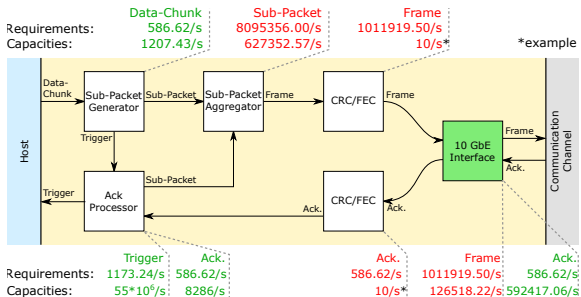 Data-Chunk Sub-Packet Frame
Requirements: 586.62/s 8095356.00/s 1011919.50/s
Capacities: 1207.43/s 627352.57/s 10/s* *example
Data-Chunk
Sub-Packet Generator
Sub-Packet
Sub-Packet Aggregator
Frame
CRC/FEC
Frame
Host
Trigger
10 GbE Interface
Frame
Ack.
Communication Channel
Trigger
Ack Processor
Sub-Packet
Ack.
CRC/FEC
Ack.
Trigger Ack. Ack. Frame Ack.
Requirements: 1173.24/s 586.62/s 586.62/s 1011919.50/s 586.62/s
Capacities: 55*10⁶/s 8286/s 10/s* 126518.22/s 592417.06/s